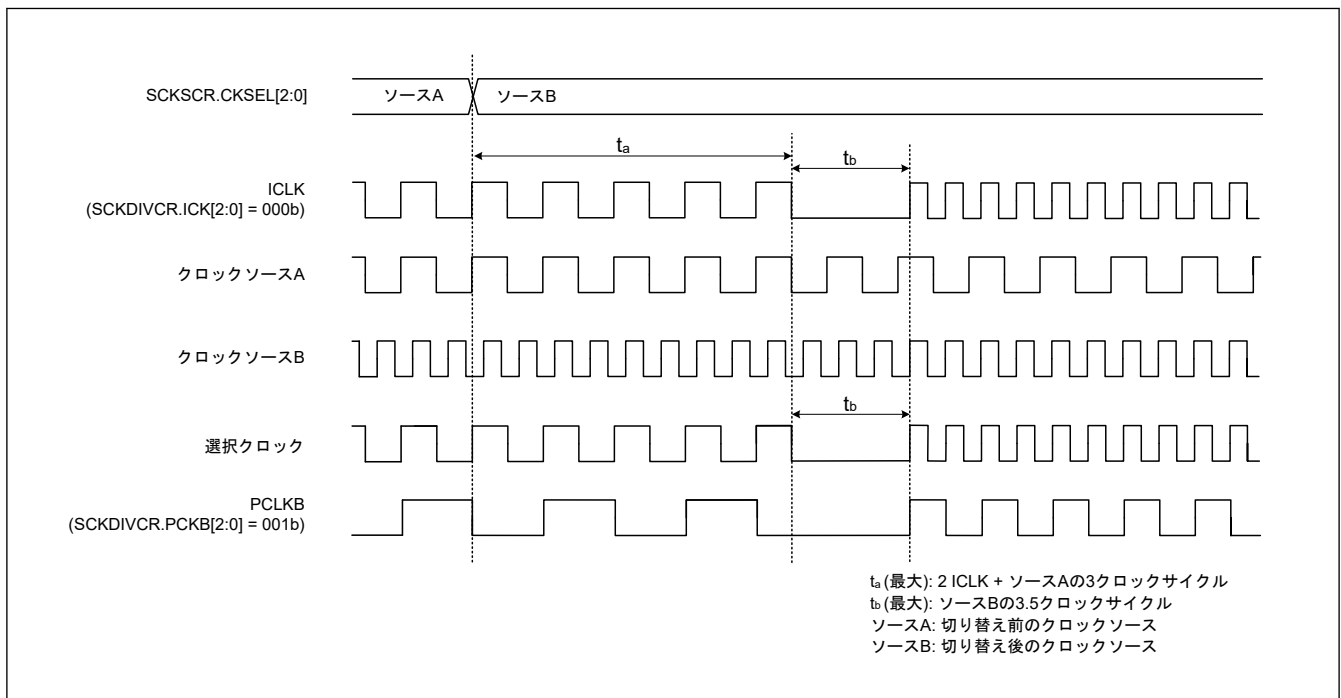 SCKSCR.CKSEL[2:0]
ソースA
ソースB
ta
tb
ICLK
(SCKDIVCR.ICK[2:0] = 000b)
クロックソースA
クロックソースB
tb
選択クロック
PCLKB
(SCKDIVCR.PCKB[2:0] = 001b)
ta (最大): 2 ICLK + ソースAの3クロックサイクル
tb (最大): ソースBの3.5クロックサイクル
ソースA: 切り替え前のクロックソース
ソースB: 切り替え後のクロックソース